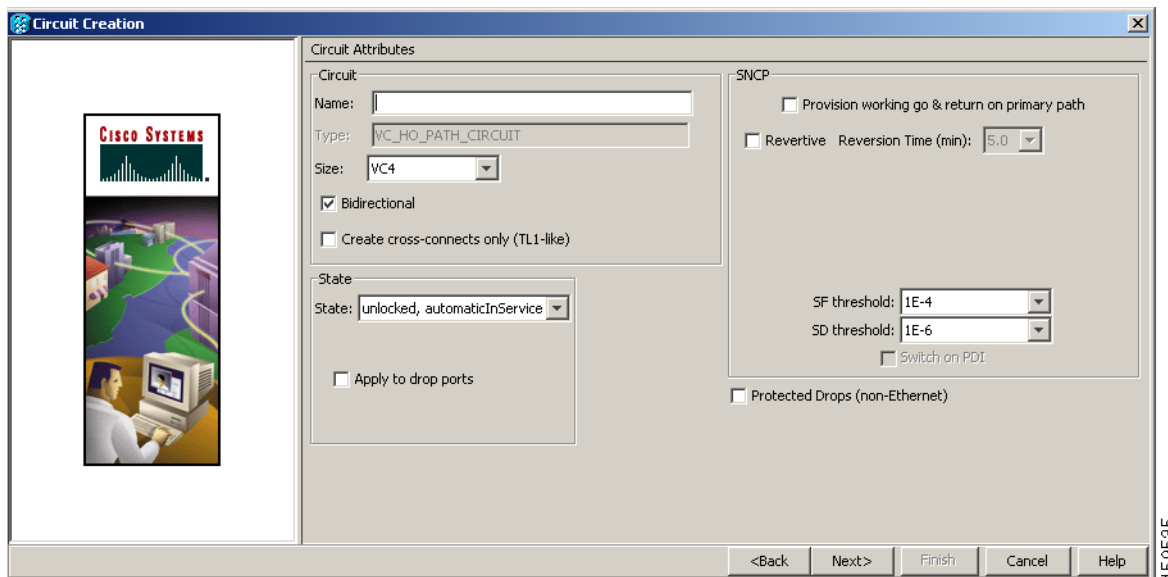 Circuit Creation
Circuit Attributes
CISCO SYSTEMS
Circuit
Name:
Type: VC_HO_PATH_CIRCUIT
Size: VC4
Bidirectional
Create cross-connects only (TL1-like)
State
State: unlocked, automaticInService
Apply to drop ports
SNCP
Provision working go & return on primary path
Revertive Reversion Time (min): 5.0
SF threshold: 1E-4
SD threshold: 1E-6
Switch on PDI
Protected Drops (non-Ethernet)
<Back Next> Finish Cancel Help